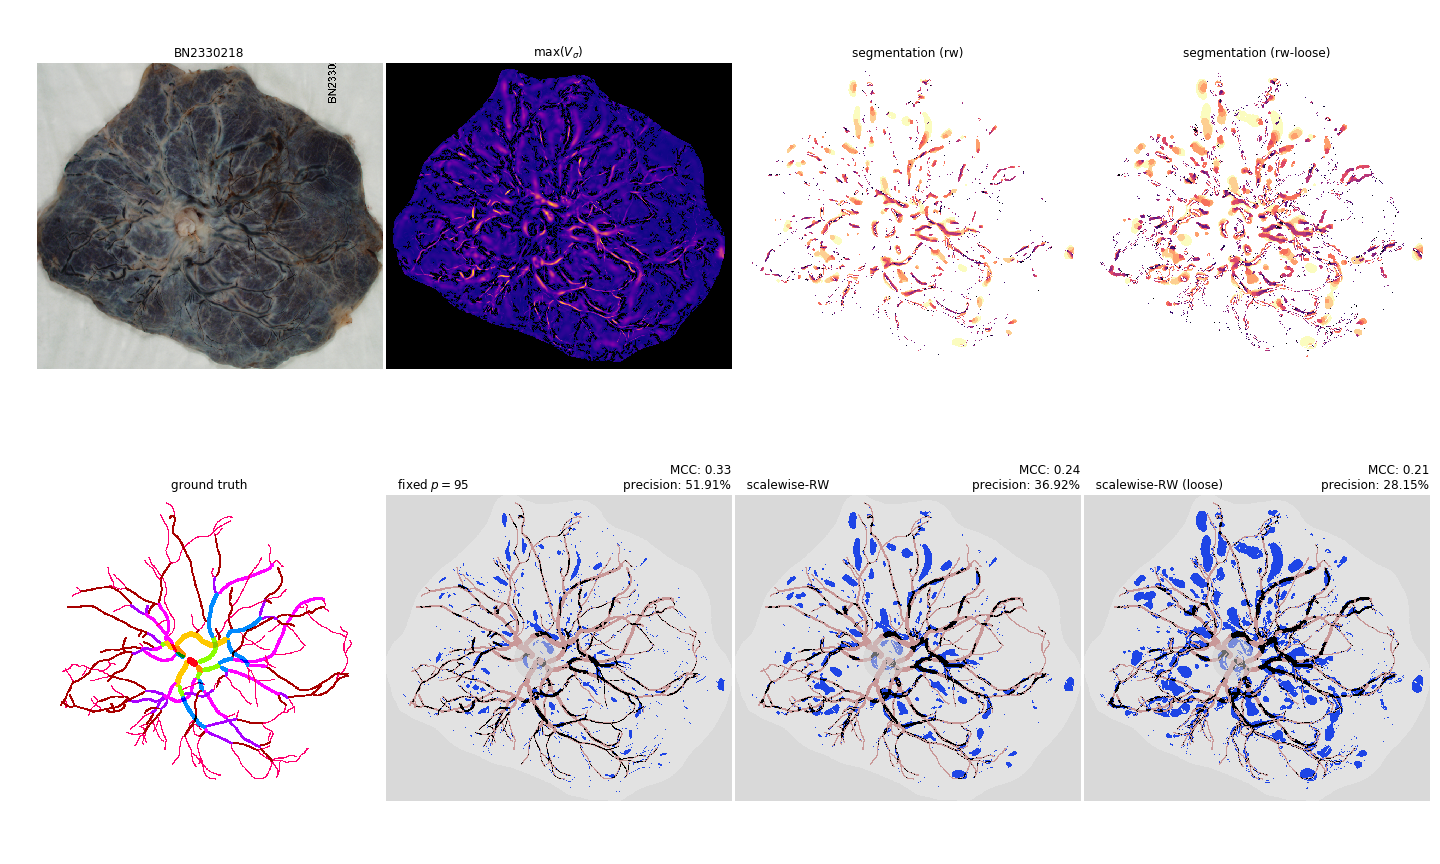 BN2330218
max(Vσ)
segmentation (rw)
segmentation (rw-loose)
BN2330
ground truth
fixed p = 95
MCC: 0.33
precision: 51.91%
scalewise-RW
MCC: 0.24
precision: 36.92%
scalewise-RW (loose)
MCC: 0.21
precision: 28.15%